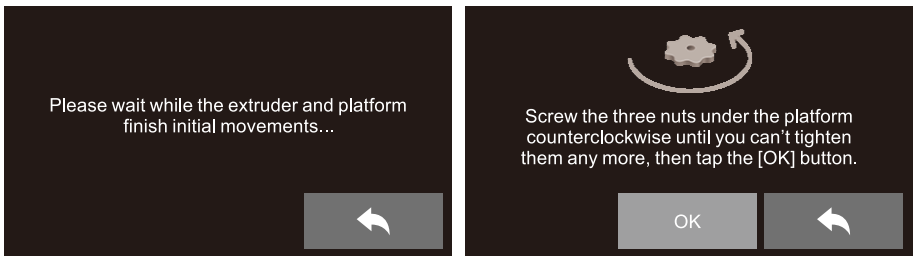 Please wait while the extruder and platform
finish initial movements...
Screw the three nuts under the platform
counterclockwise until you can't tighten
them any more, then tap the [OK] button.
OK